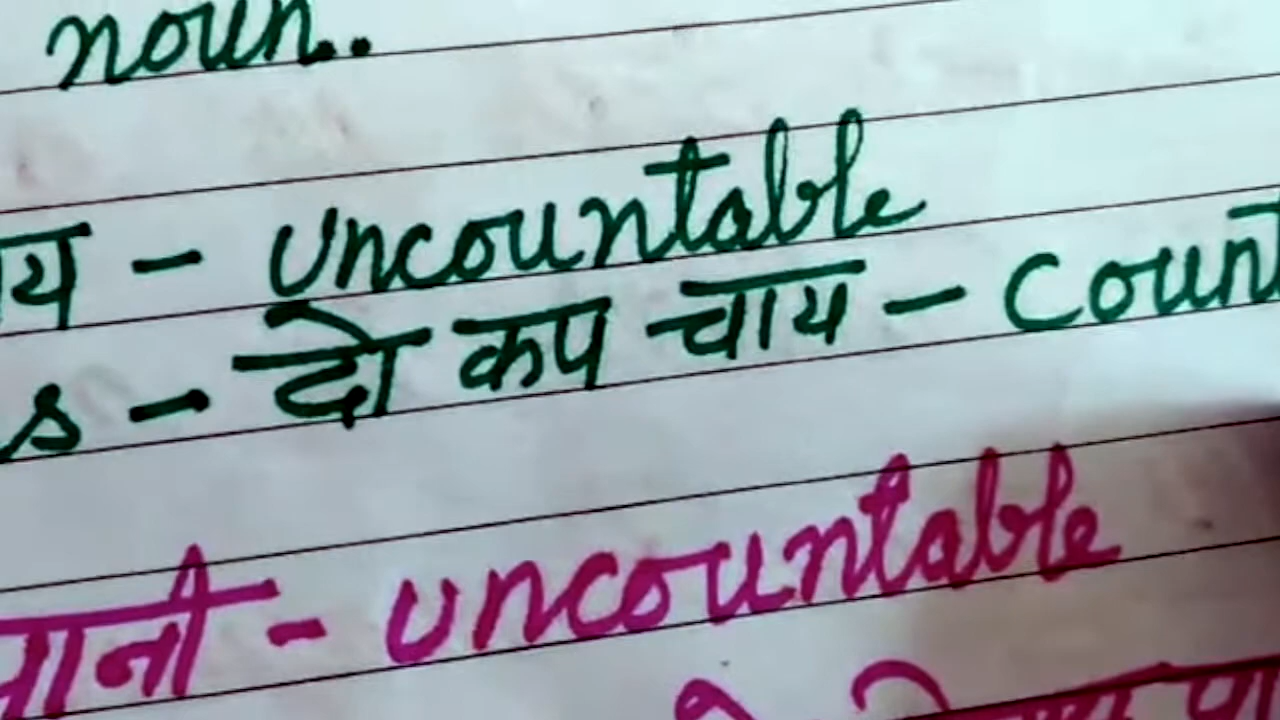 noun..
य - Uncountable
s - दो कप चाय - Count
पानी - uncountable